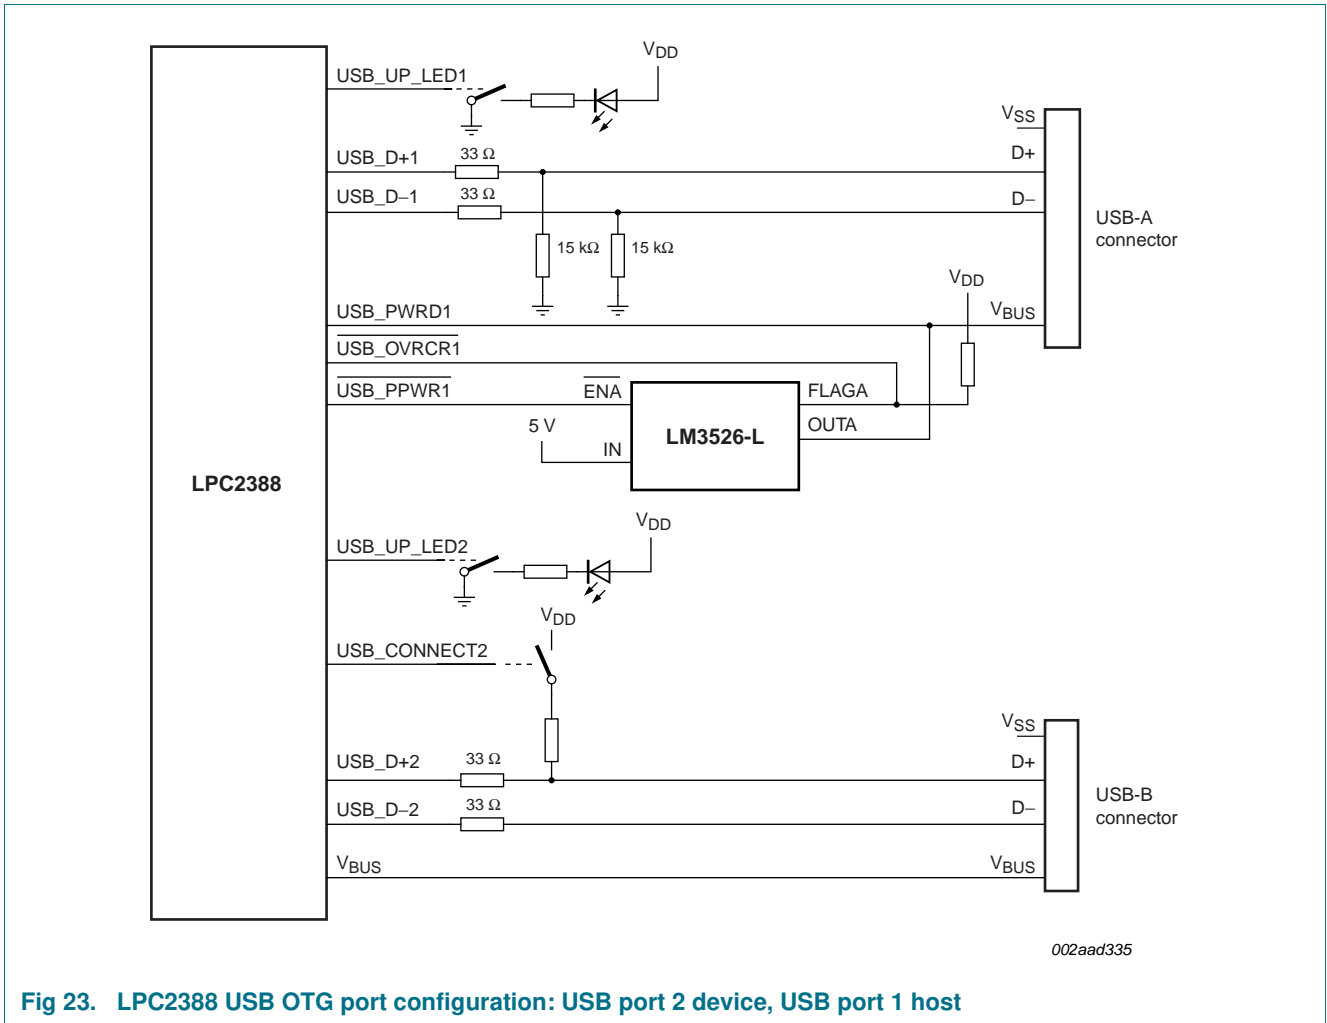 VDD
USB_UP_LED1
VSS
USB_D+1
33 Ω
D+
USB_D−1
33 Ω
D−
USB-A
connector
15 kΩ
15 kΩ
VDD
USB_PWRD1
VBUS
USB_OVRCR1
USB_PPWR1
ENA
FLAGA
5 V
OUTA
IN
LM3526-L
LPC2388
VDD
USB_UP_LED2
VDD
USB_CONNECT2
VSS
USB_D+2
33 Ω
D+
USB_D−2
33 Ω
D−
USB-B
connector
VBUS
VBUS
002aad335
Fig 23. LPC2388 USB OTG port configuration: USB port 2 device, USB port 1 host